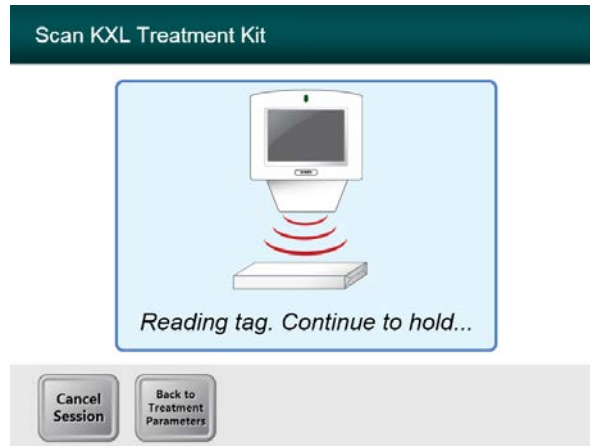 Scan KXL Treatment Kit
Reading tag. Continue to hold...
Cancel
Session
Back to
Treatment
Parameters